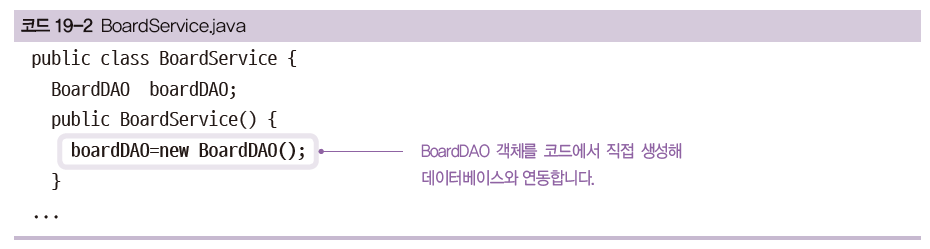 코드 19-2 BoardService.java
public class BoardService {
BoardDAO boardDAO;
public BoardService() {
boardDAO=new BoardDAO();
BoardDAO 객체를 코드에서 직접 생성해
데이터베이스와 연동합니다.
}
...